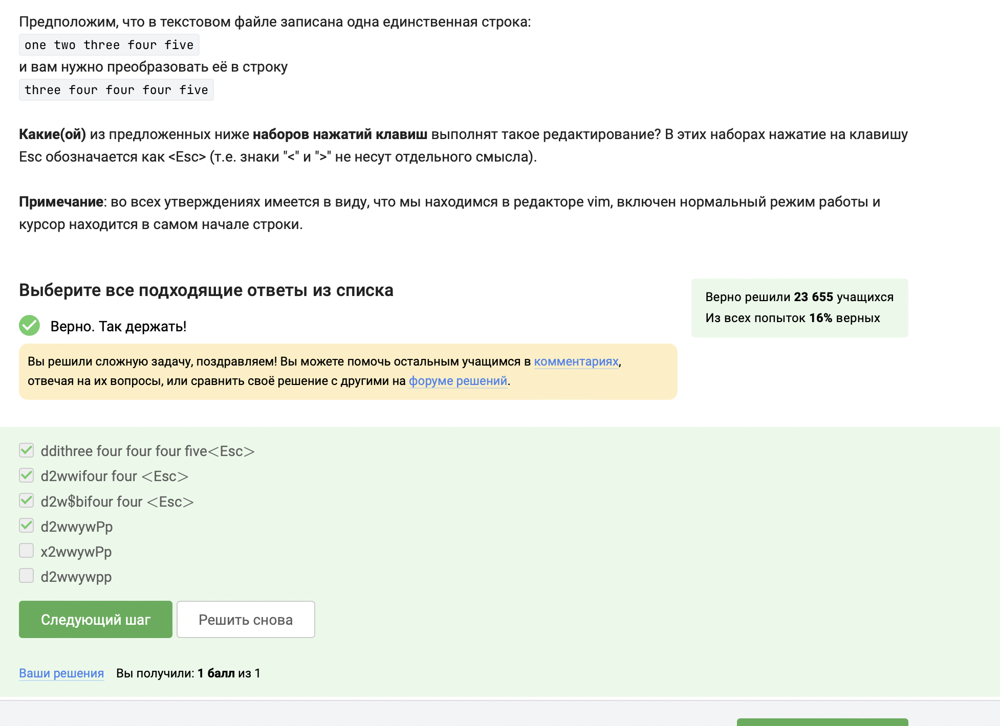 Предположим, что в текстовом файле записана одна единственная строка:
one two three four five
и вам нужно преобразовать её в строку
three four four four five
Какие(ой) из предложенных ниже наборов нажатий клавиш выполнят такое редактирование? В этих наборах нажатие на клавишу
Esc обозначается как <Esc> (т.е. знаки "<" и ">" не несут отдельного смысла).
Примечание: во всех утверждениях имеется в виду, что мы находимся в редакторе vim, включен нормальный режим работы и
курсор находится в самом начале строки.
Выберите все подходящие ответы из списка
Верно решили 23 655 учащихся
Из всех попыток 16% верных
Верно. Так держать!
Вы решили сложную задачу, поздравляем! Вы можете помочь остальным учащимся в комментариях,
отвечая на их вопросы, или сравнить своё решение с другими на форуме решений.
ddithree four four four five<Esc>
d2wwifour four <Esc>
d2w$bifour four <Esc>
d2wwywPp
x2wwywPp
d2wwywpp
Следующий шаг
Решить снова
Ваши решения Вы получили: 1 балл из 1